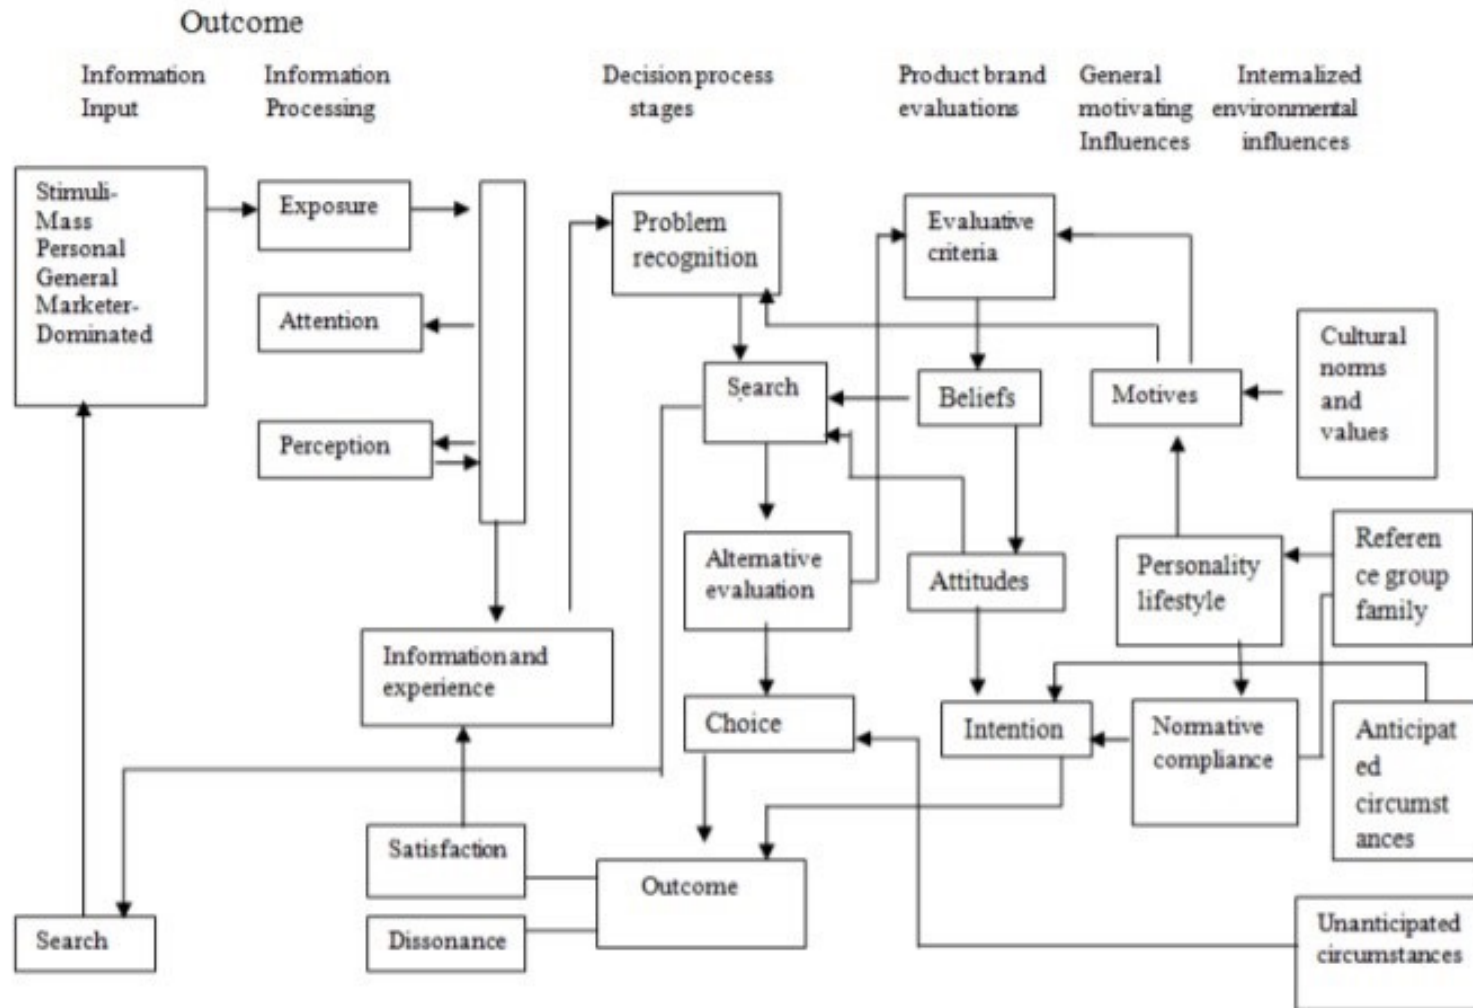 Outcome
Information
Input
Information
Processing
Decision process
stages
Product brand
evaluations
General
motivating
Influences
Internalized
environmental
influences
Stimuli-
Mass
Personal
General
Marketer-
Dominated
Exposure
Attention
Perception
Problem
recognition
Search
Alternative
evaluation
Choice
Evaluative
criteria
Beliefs
Attitudes
Intention
Motives
Personality
lifestyle
Normative
compliance
Cultural
norms
and
values
Referen
ce group
family
Anticipat
ed
circumst
ances
Unanticipated
circumstances
Information and
experience
Satisfaction
Dissonance
Outcome
Search